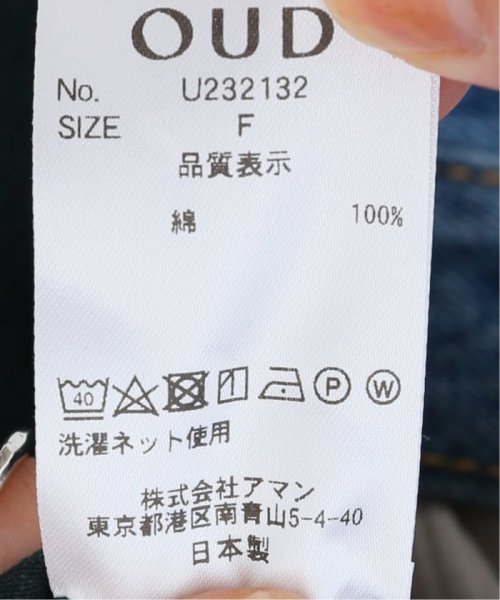 OUD
No. U232132
SIZE F
品質表示
綿 100%
40 P W
洗濯ネット使用
株式会社アマン
東京都港区南青山5-4-40
日本製